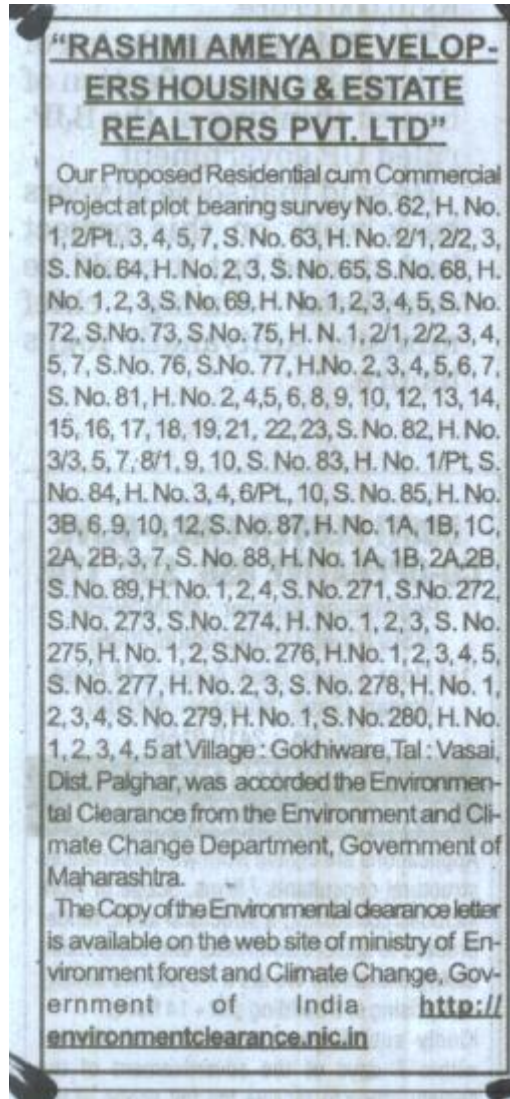 "RASHMI AMEYA DEVELOP-
ERS HOUSING & ESTATE
REALTORS PVT. LTD"
Our Proposed Residential cum Commercial
Project at plot bearing survey No. 62, H. No.
1, 2/Pt., 3, 4, 5, 7, S. No. 63, H. No. 2/1, 2/2, 3,
S. No. 64, H. No. 2, 3, S. No. 65, S.No. 68, H.
No. 1, 2, 3, S. No. 69, H. No. 1, 2, 3, 4, 5, S. No.
72, S.No. 73, S.No. 75, H. N. 1, 2/1, 2/2, 3, 4,
5, 7, S.No. 76, S.No. 77, H.No. 2, 3, 4, 5, 6, 7,
S. No. 81, H. No. 2, 4,5, 6, 8, 9, 10, 12, 13, 14,
15, 16, 17, 18, 19, 21, 22, 23, S. No. 82, H. No.
3/3, 5, 7, 8/1, 9, 10, S. No. 83, H. No. 1/Pt, S.
No. 84, H. No. 3, 4, 6/Pt., 10, S. No. 85, H. No.
3B, 6, 9, 10, 12, S. No. 87, H. No. 1A, 1B, 1C,
2A, 2B, 3, 7, S. No. 88, H. No. 1A, 1B, 2A,2B,
S. No. 89, H. No. 1, 2, 4, S. No. 271, S.No. 272,
S.No. 273, S.No. 274, H. No. 1, 2, 3, S. No.
275, H. No. 1, 2, S.No. 276, H.No. 1, 2, 3, 4, 5,
S. No. 277, H. No. 2, 3, S. No. 278, H. No. 1,
2, 3, 4, S. No. 279, H. No. 1, S.No. 280, H. No.
1, 2, 3, 4, 5 at Village : Gokhiware, Tal : Vasai,
Dist. Palghar, was accorded the Environmen-
tal Clearance from the Environment and Cli-
mate Change Department, Government of
Maharashtra.
The Copy of the Environmental clearance letter
is available on the web site of ministry of En-
vironment forest and Climate Change, Gov-
ernment of India http://
environmentclearance.nic.in